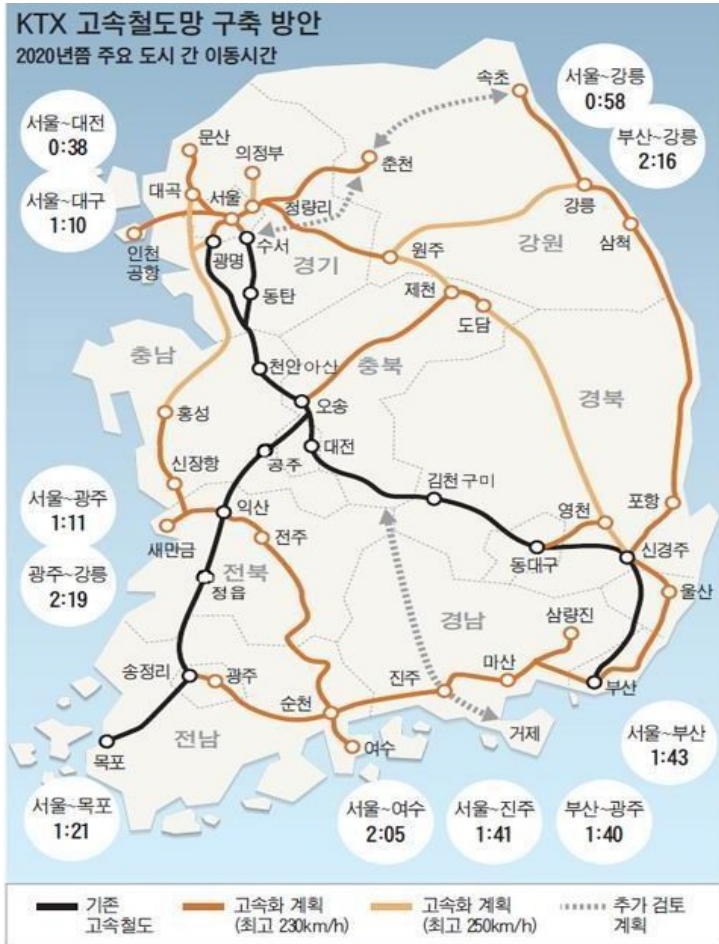 KTX 고속철도망 구축 방안
2020년쯤 주요 도시 간 이동시간
서울~대전
0:38
서울~대구
1:10
서울~강릉
0:58
부산~강릉
2:16
속초
문산
의정부
춘천
대곡
서울
청량리
강릉
인천
공항
광명
수서
경기
원주
강원
삼척
동탄
제천
도담
충남
천안아산
충북
오송
경북
홍성
대전
신장항
공주
김천구미
영천
포항
서울~광주
1:11
익산
새만금
전주
동대구
신경주
광주~강릉
2:19
전북
정읍
경남
삼량진
울산
송정리
광주
순천
진주
마산
부산
전남
여수
거제
목포
서울~부산
1:43
서울~목포
1:21
서울~여수
2:05
서울~진주
1:41
부산~광주
1:40
기존
고속철도
고속화 계획
(최고 230km/h)
고속화 계획
(최고 250km/h)
추가 검토
계획